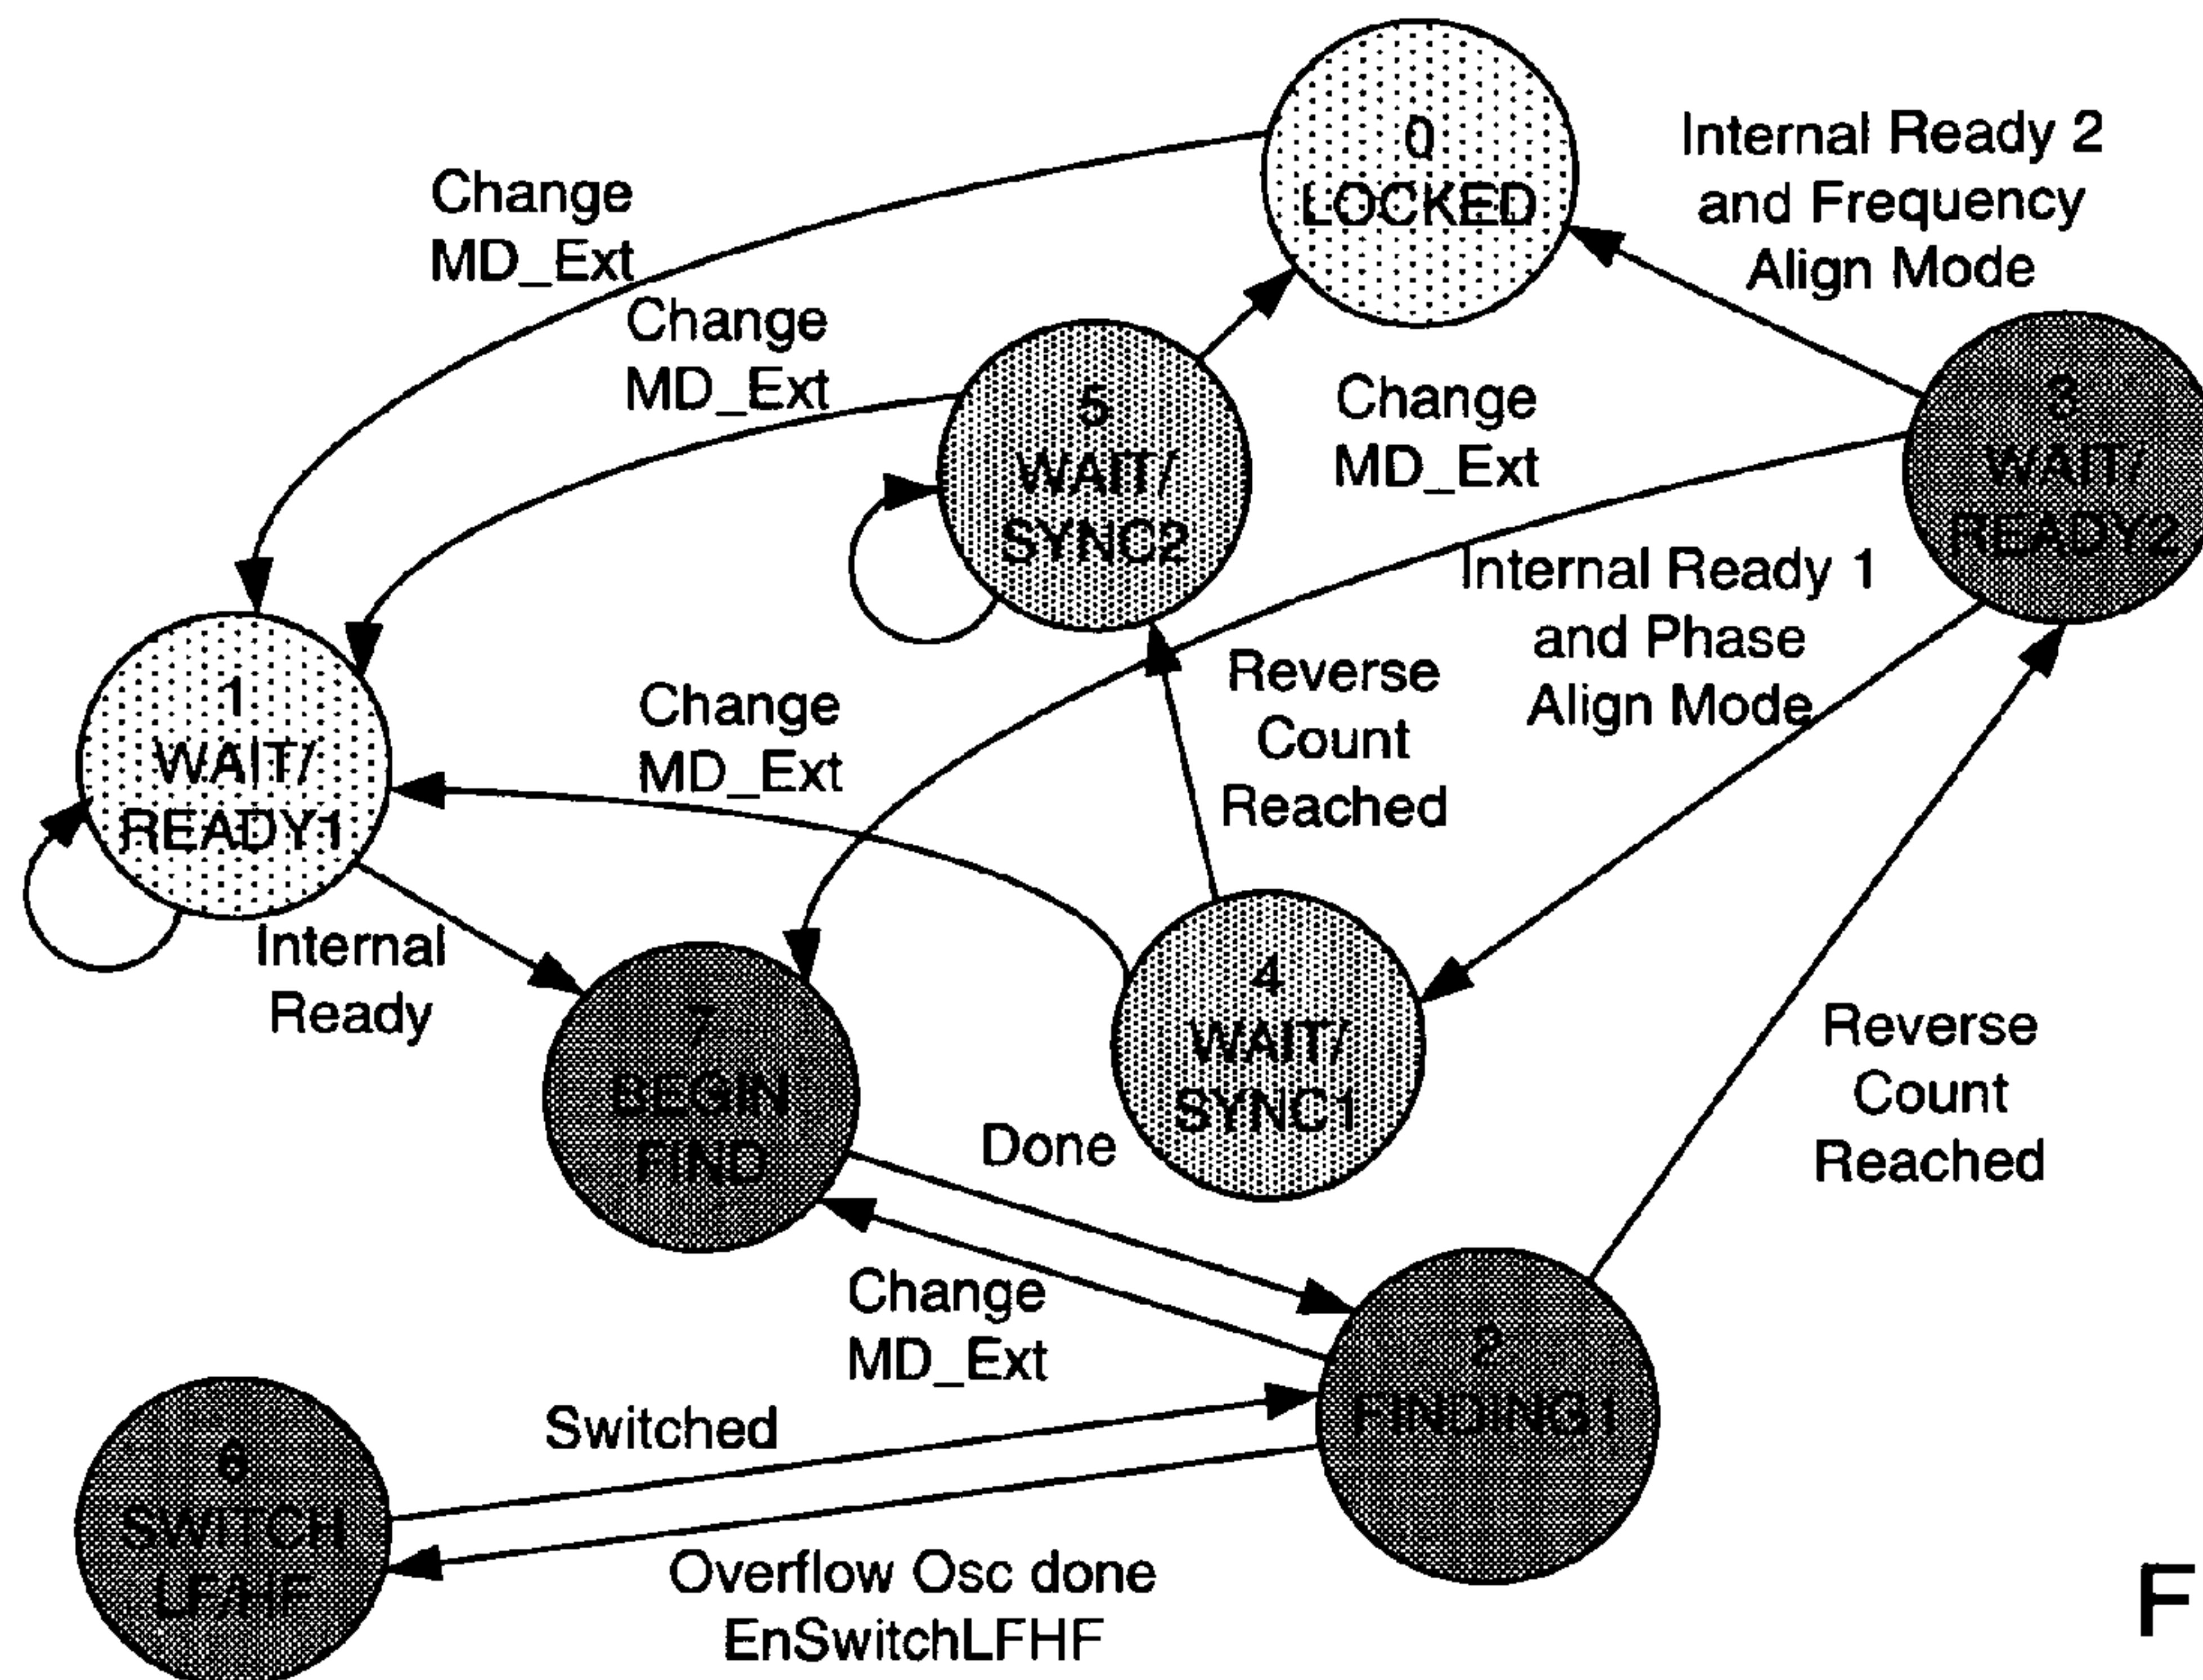 0
LOCKED
Internal Ready 2
and Frequency
Align Mode
Change
MD_Ext
Change
MD_Ext
5
WAIT/
SYNC2
Change
MD_Ext
3
WAIT/
READY2
Internal Ready 1
and Phase
Align Mode
1
WAIT/
READY1
Change
MD_Ext
Reverse
Count
Reached
Internal
Ready
7
BEGIN
FIND
4
WAIT/
SYNC1
Reverse
Count
Reached
Done
Change
MD_Ext
2
FINDING1
6
SWITCH
LF/HF
Switched
Overflow Osc done
EnSwitchLFHF
F